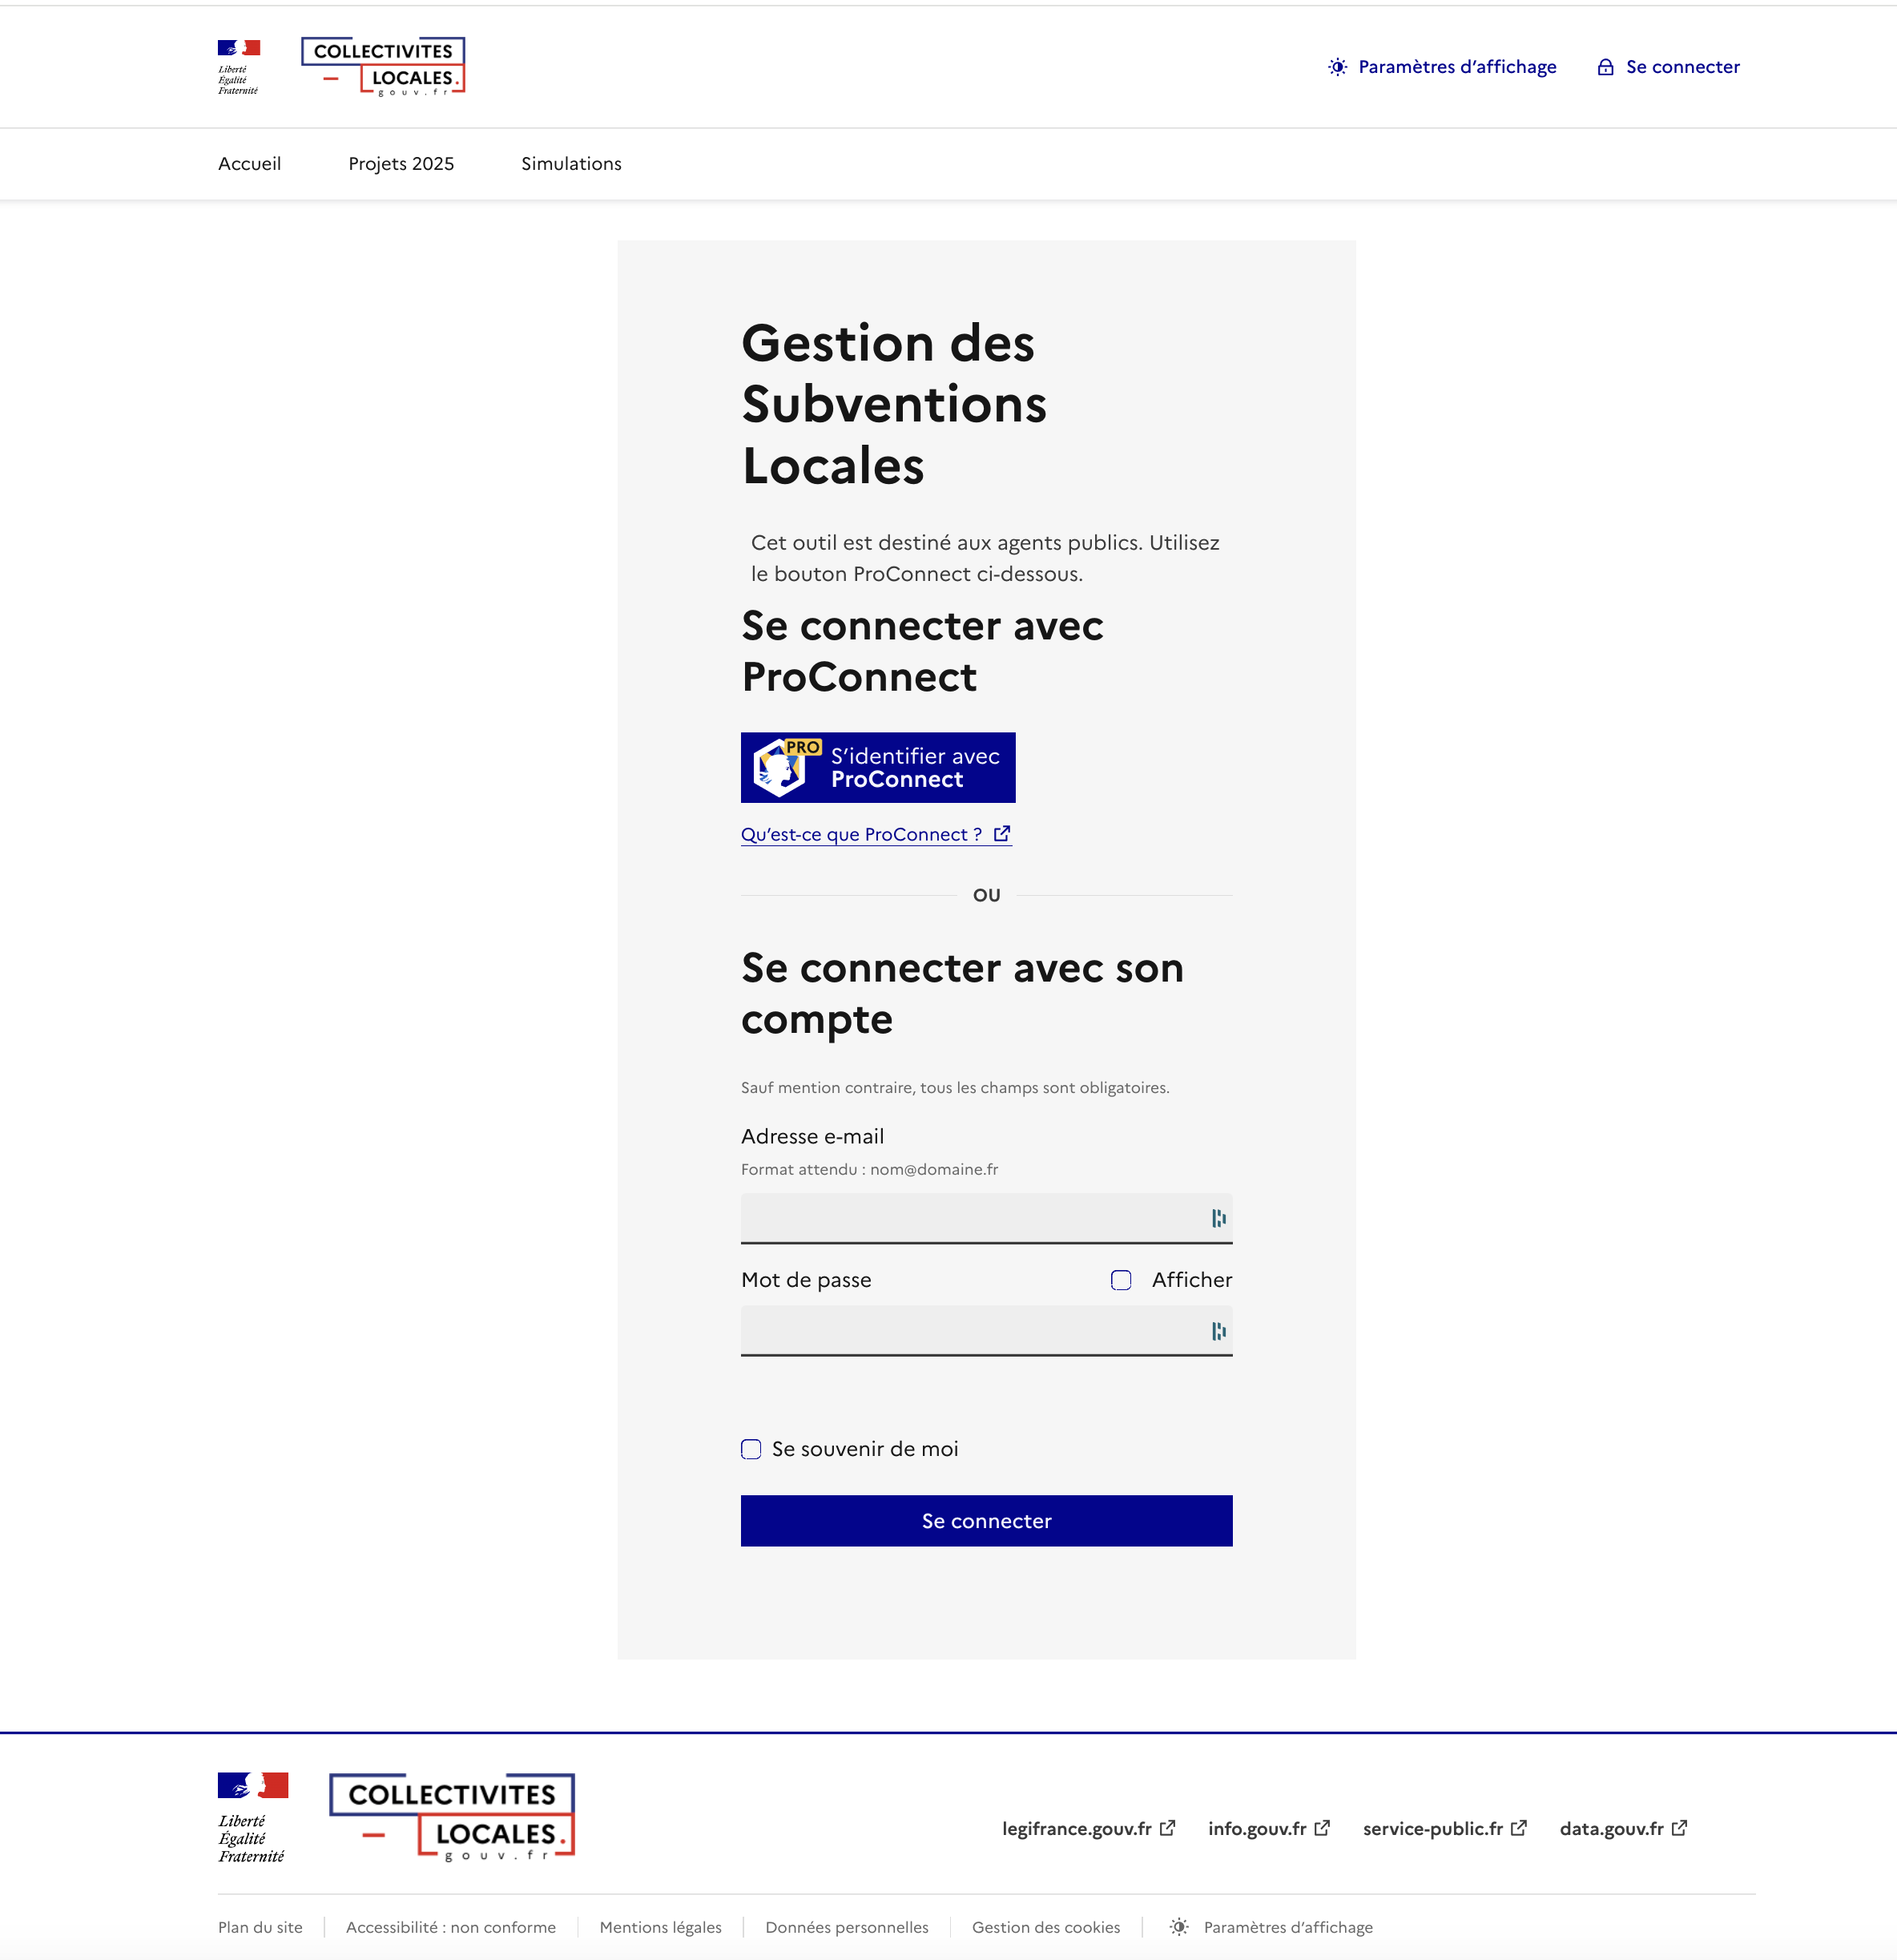 Liberté
Égalité
Fraternité
COLLECTIVITES
LOCALES.
gouv.fr
Paramètres d’affichage
Se connecter
Accueil
Projets 2025
Simulations
Gestion des
Subventions
Locales
Cet outil est destiné aux agents publics. Utilisez
le bouton ProConnect ci-dessous.
Se connecter avec
ProConnect
PRO
S’identifier avec
ProConnect
Qu’est-ce que ProConnect ?
OU
Se connecter avec son
compte
Sauf mention contraire, tous les champs sont obligatoires.
Adresse e-mail
Format attendu : nom@domaine.fr
Mot de passe
Afficher
Se souvenir de moi
Se connecter
Liberté
Égalité
Fraternité
COLLECTIVITES
LOCALES.
gouv.fr
legifrance.gouv.fr
info.gouv.fr
service-public.fr
data.gouv.fr
Plan du site
Accessibilité : non conforme
Mentions légales
Données personnelles
Gestion des cookies
Paramètres d’affichage